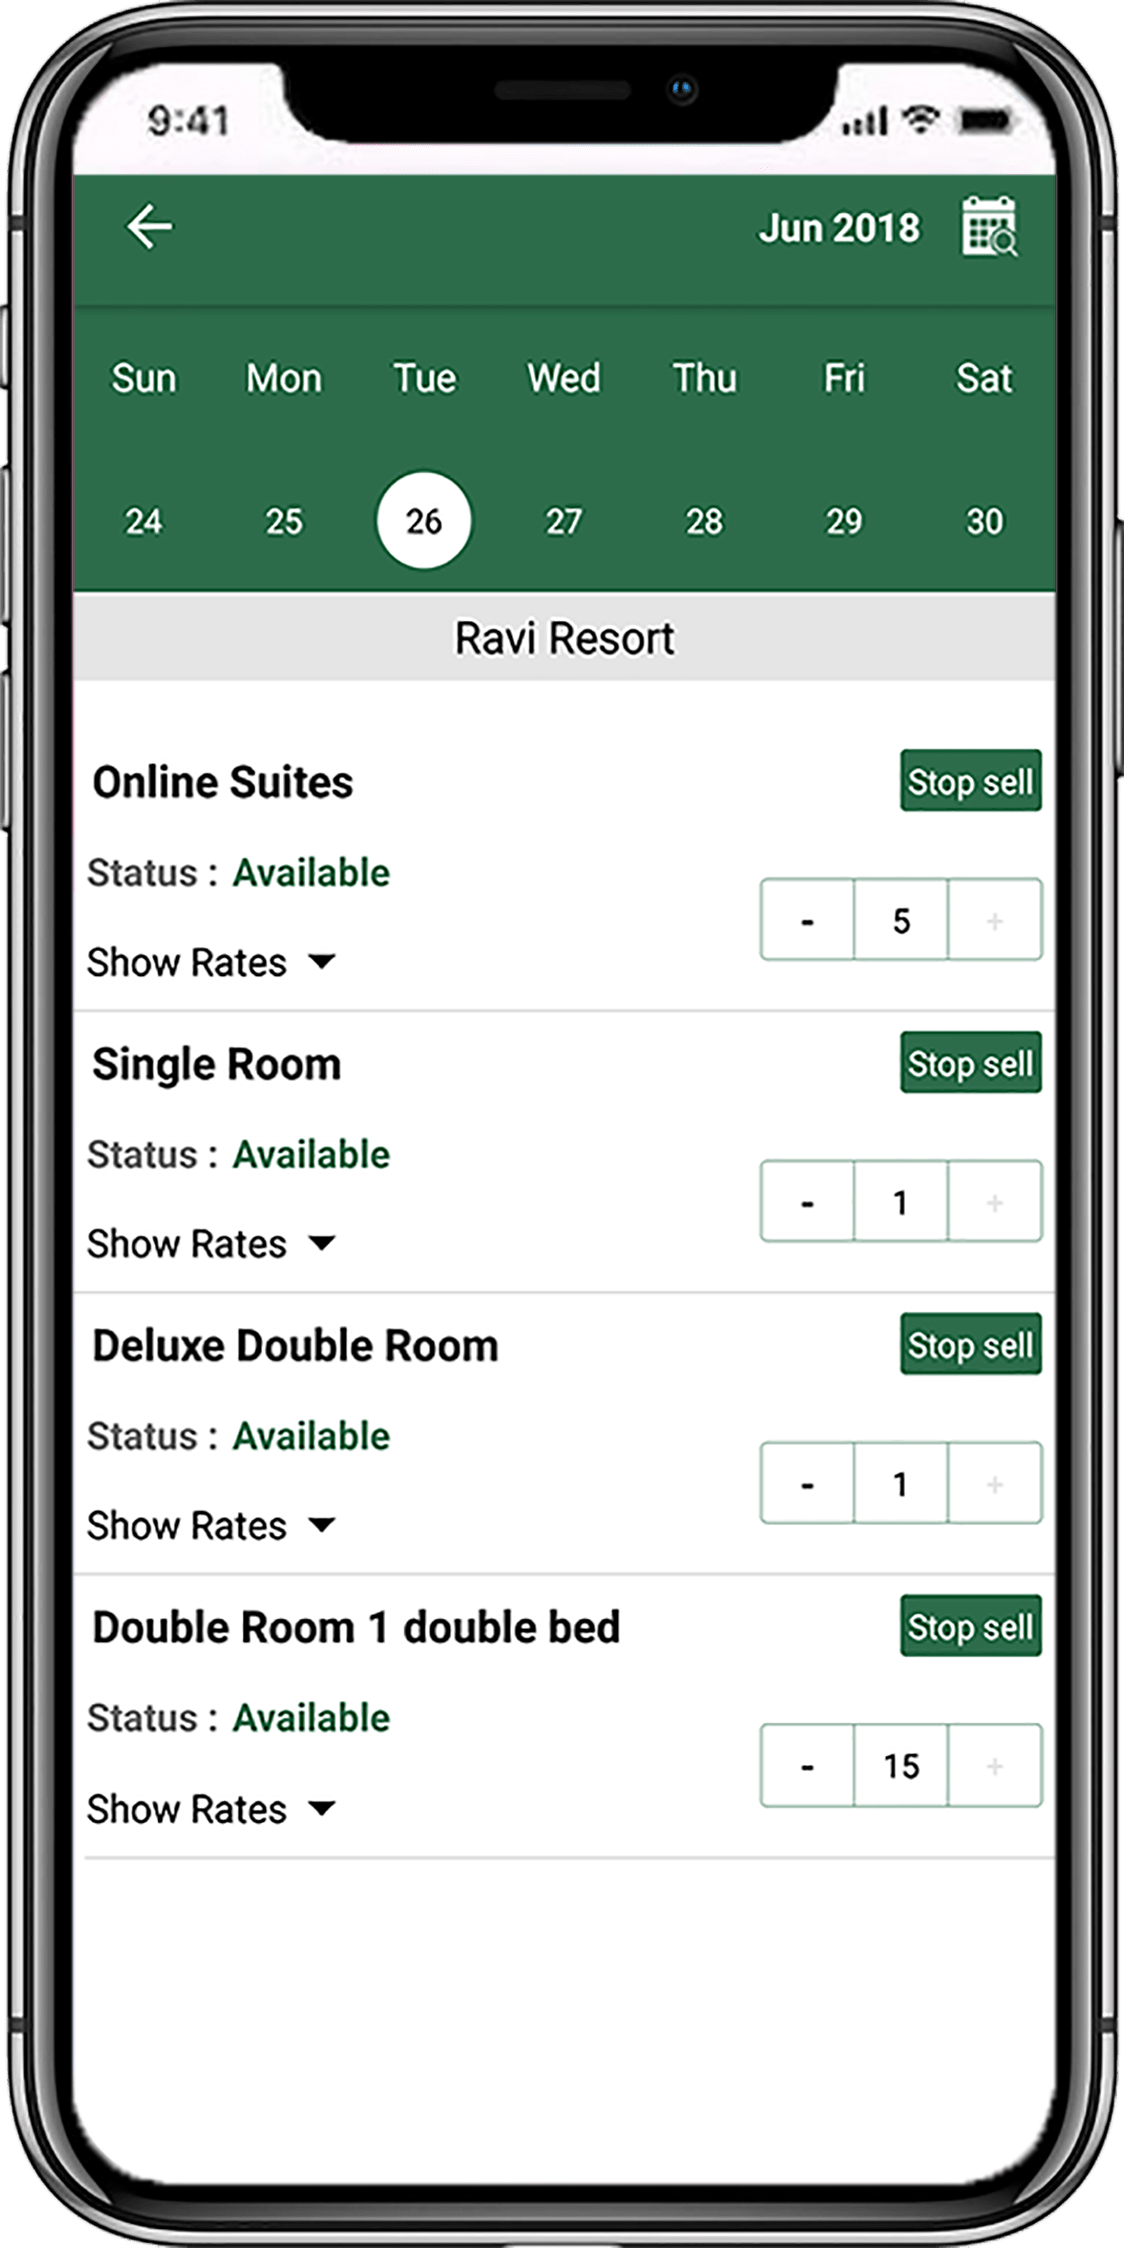 9:41
Jun 2018
Sun Mon Tue Wed Thu Fri Sat
24 25 26 27 28 29 30
Ravi Resort
Online Suites Stop sell
Status : Available
- 5 +
Show Rates
Single Room Stop sell
Status : Available
- 1 +
Show Rates
Deluxe Double Room Stop sell
Status : Available
- 1 +
Show Rates
Double Room 1 double bed Stop sell
Status : Available
- 15 +
Show Rates